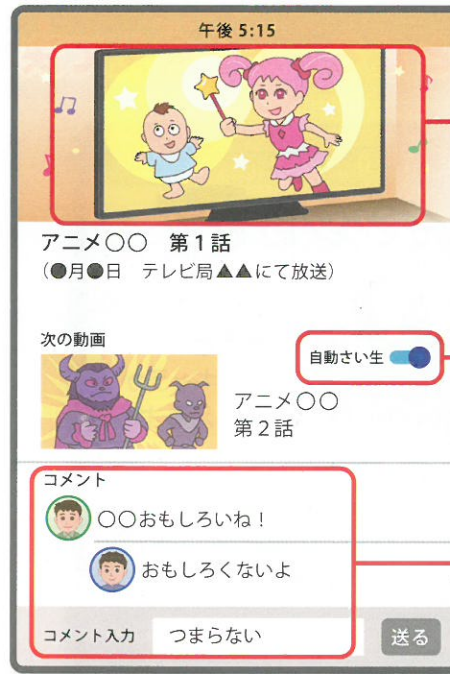 午後 5:15
アニメ〇〇　第１話
（●月●日　テレビ局▲▲にて放送）
次の動画
自動さい生
アニメ〇〇
第２話
コメント
〇〇おもしろいね！
おもしろくないよ
コメント入力　つまらない　送る